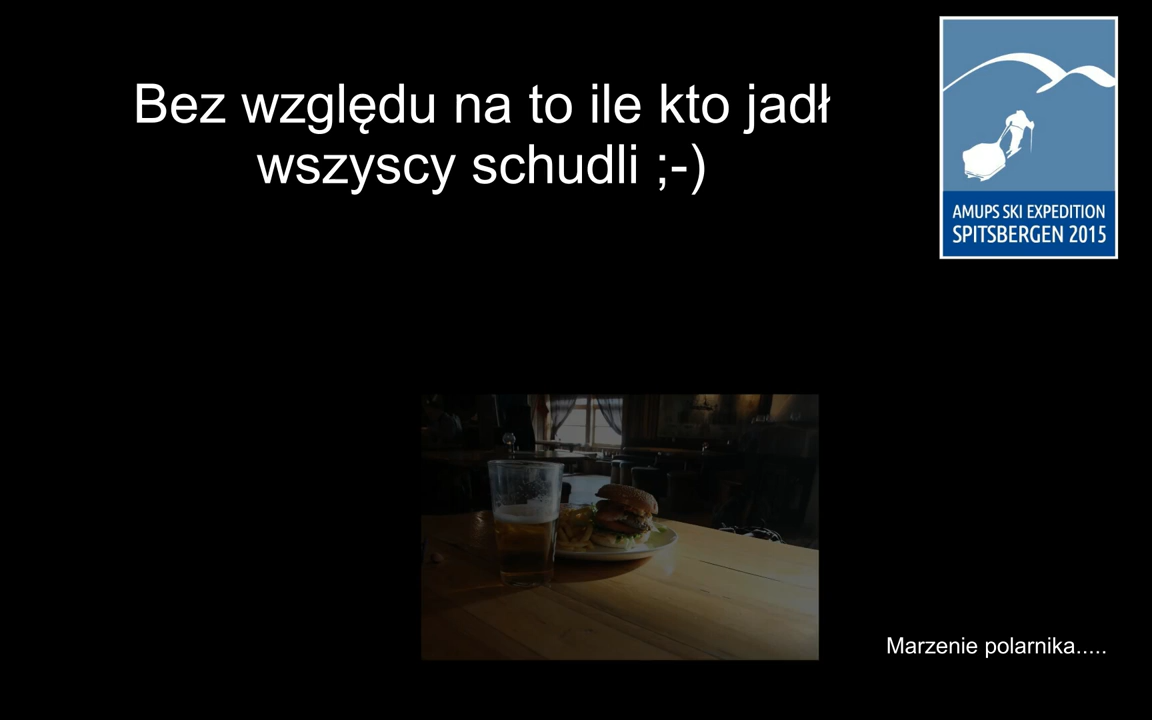 Bez względu na to ile kto jadł
wszyscy schudli ;-)
AMUPS SKI EXPEDITION
SPITSBERGEN 2015
Marzenie polarnika.....